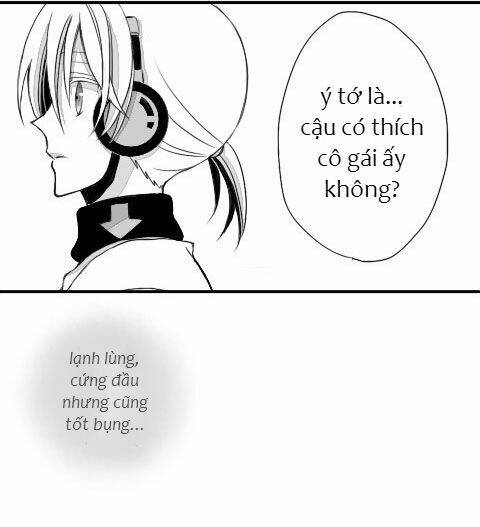 ý tớ là...
cậu có thích
cô gái ấy
không?
lạnh lùng,
cứng đầu
nhưng cũng
tốt bụng...